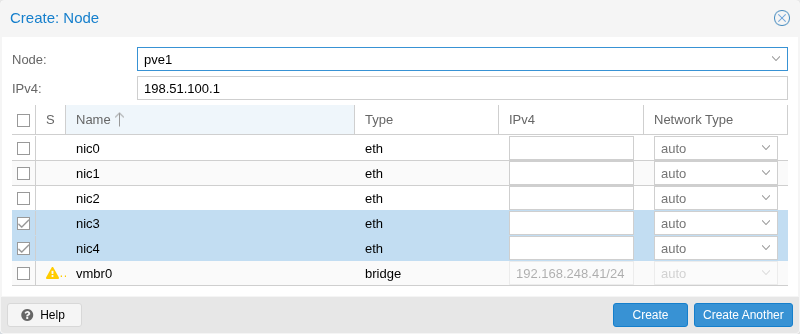 Create: Node
Node: pve1
IPv4: 198.51.100.1
S Name Type IPv4 Network Type
nic0 eth auto
nic1 eth auto
nic2 eth auto
nic3 eth auto
nic4 eth auto
.. vmbr0 bridge 192.168.248.41/24 auto
Help Create Create Another